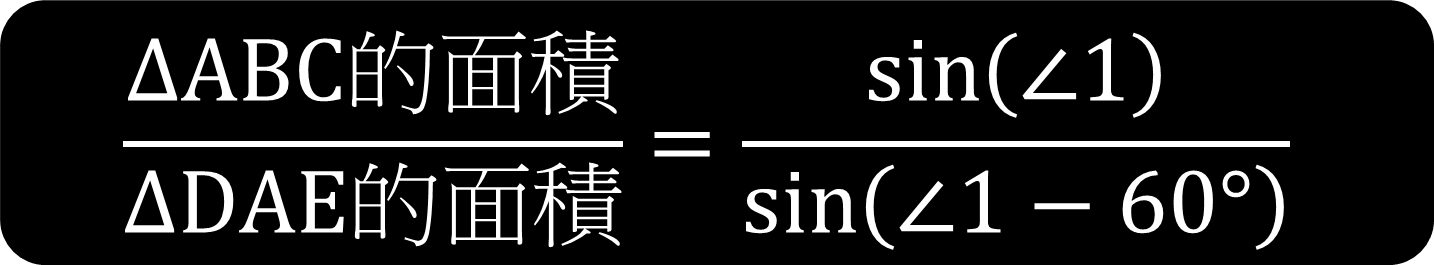 ΔABC的面積 / ΔDAE的面積 = sin(∠1) / sin(∠1 − 60°)